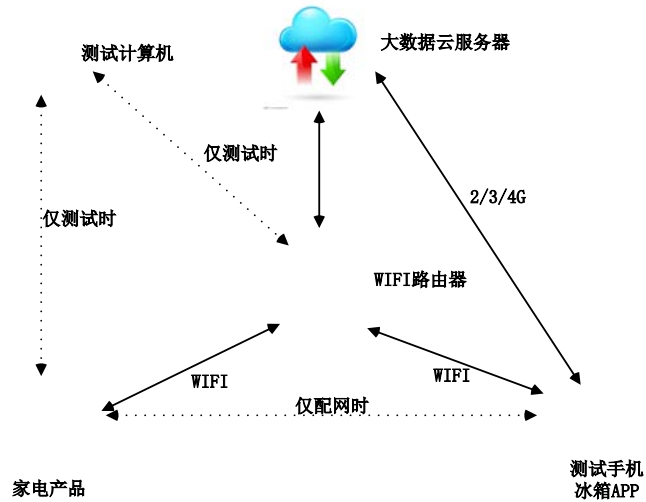 大数据云服务器
测试计算机
仅测试时
2/3/4G
仅测试时
WIFI路由器
WIFI
WIFI
仅配网时
测试手机
冰箱APP
家电产品